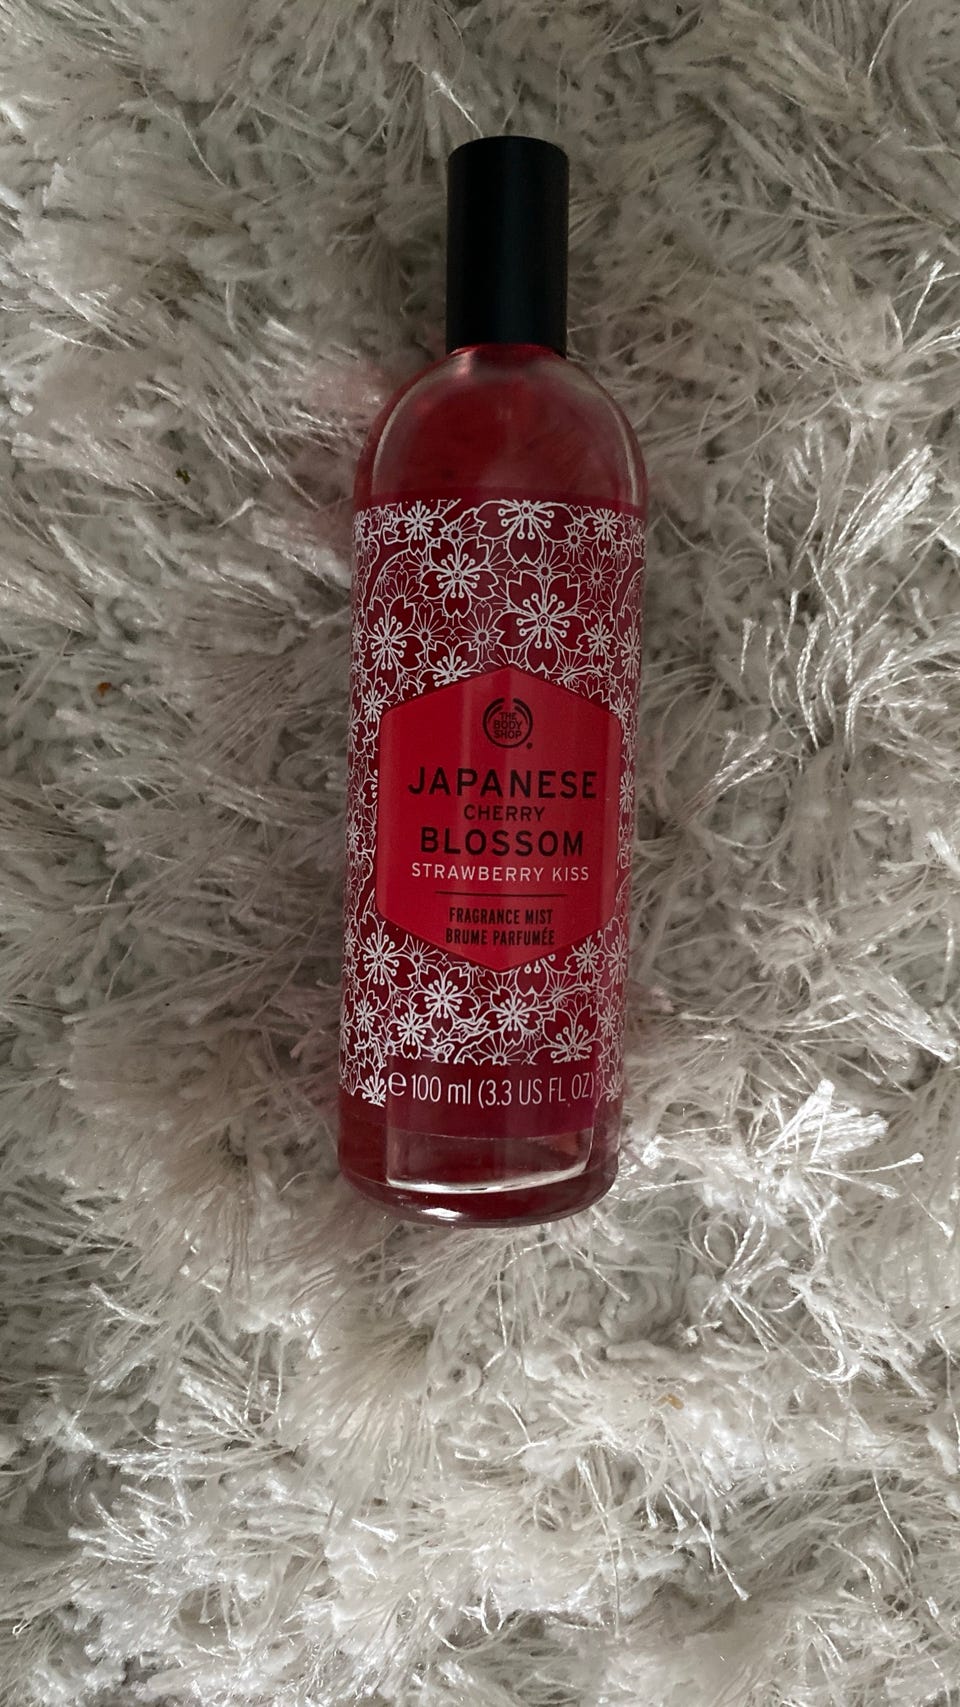 THE
BODY
SHOP
JAPANESE
CHERRY
BLOSSOM
STRAWBERRY KISS
FRAGRANCE MIST
BRUME PARFUMÉE
℮ 100 ml (3.3 US FL OZ)